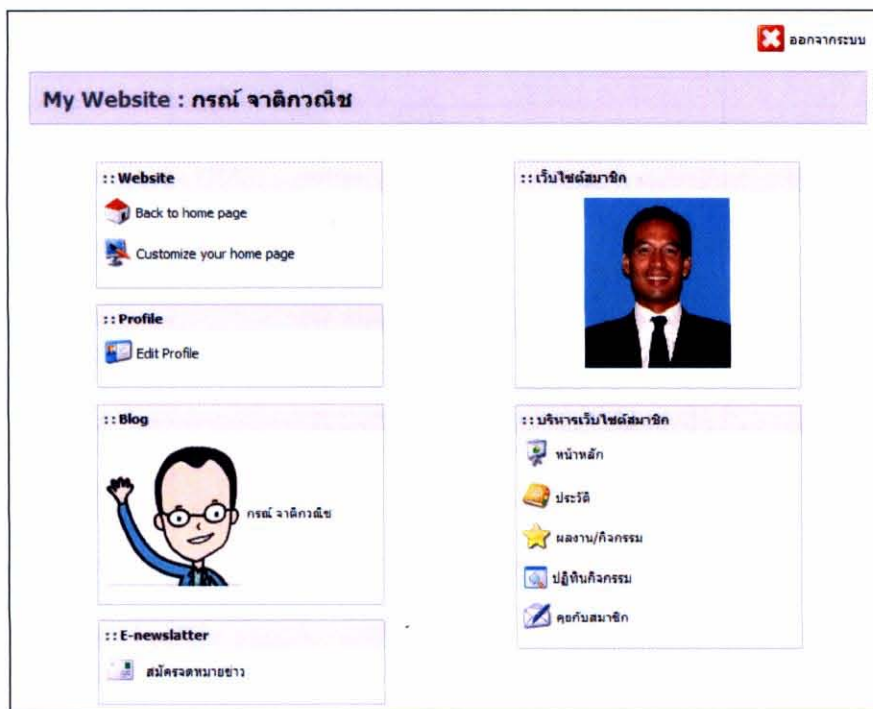 ออกจากระบบ
My Website : กรณ์ จาติกวณิช
::Website
Back to home page
Customize your home page
::Profile
Edit Profile
::Blog
กรณ์ จาติกวณิช
::E-newslatter
สมัครจดหมายข่าว
::เว็บไซต์สมาชิก
::บริหารเว็บไซต์สมาชิก
หน้าหลัก
ประวัติ
ผลงาน/กิจกรรม
ปฏิทินกิจกรรม
คุยกับสมาชิก